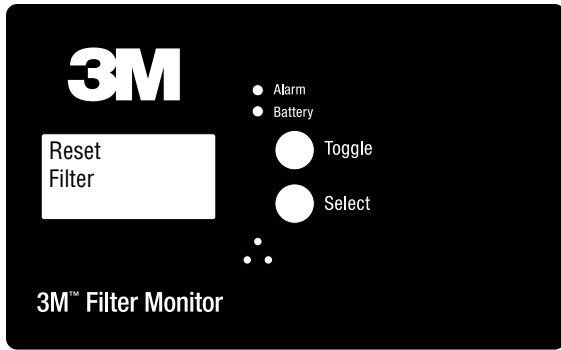 3M
Alarm
Battery
Reset
Filter
Toggle
Select
3M™ Filter Monitor